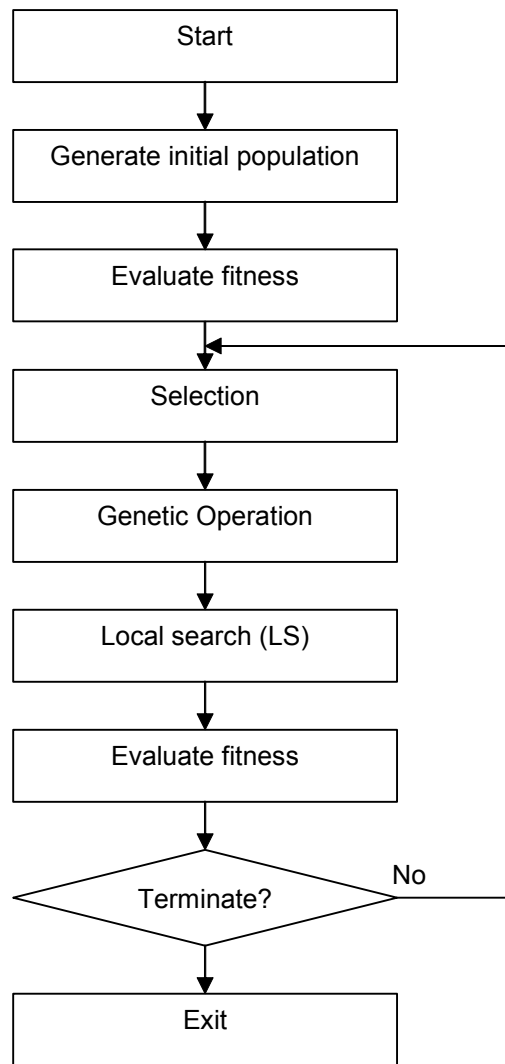 Start
Generate initial population
Evaluate fitness
Selection
Genetic Operation
Local search (LS)
Evaluate fitness
Terminate?
No
Exit